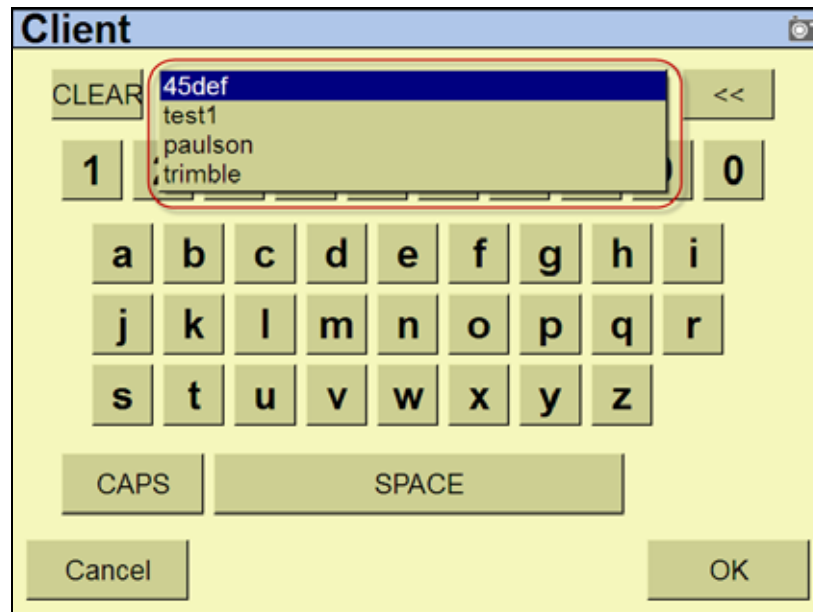 Client
CLEAR 45def <<
test1
paulson
trimble
1 0
a b c d e f g h i
j k l m n o p q r
s t u v w x y z
CAPS SPACE
Cancel OK